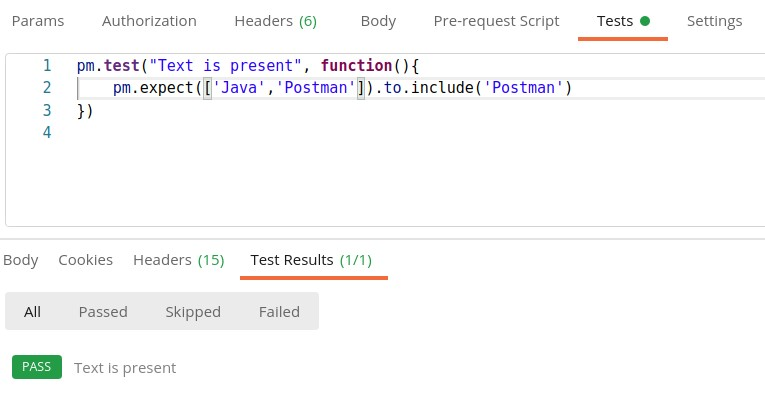 Params Authorization Headers (6) Body Pre-request Script Tests Settings
1 pm.test("Text is present", function(){
2 pm.expect(['Java','Postman']).to.include('Postman')
3 })
4
Body Cookies Headers (15) Test Results (1/1)
All Passed Skipped Failed
PASS Text is present